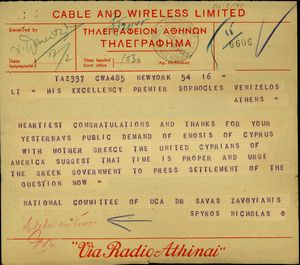 CABLE AND WIRELESS LIMITED
ΤΗΛΕΓΡΑΦΕΙΟΝ ΑΘΗΝΩΝ
ΤΗΛΕΓΡΑΦΗΜΑ
6606
TAZ337 CWA485 NEWYORK 54 16 =
LT = HIS EXCELLENCY PREMIER SOPHOCLES VENIZELOS
ATHENS =
HEARTIEST CONGRATULATIONS AND THANKS FOR YOUR
YESTERDAYS PUBLIC DEMAND OF ENOSIS OF CYPRUS
WITH MOTHER GREECE THE UNITED CYPRIANS OF
AMERICA SUGGEST THAT TIME IS PROPER AND URGE
THE GREEK GOVERNMENT TO PRESS SETTLEMENT OF THE
QUESTION NOW =
NATIONAL COMMITTEE OF UCA DR SAVAS ZAVOYIANIS
SPYROS NICHOLAS
"Via Radio-Athinai"